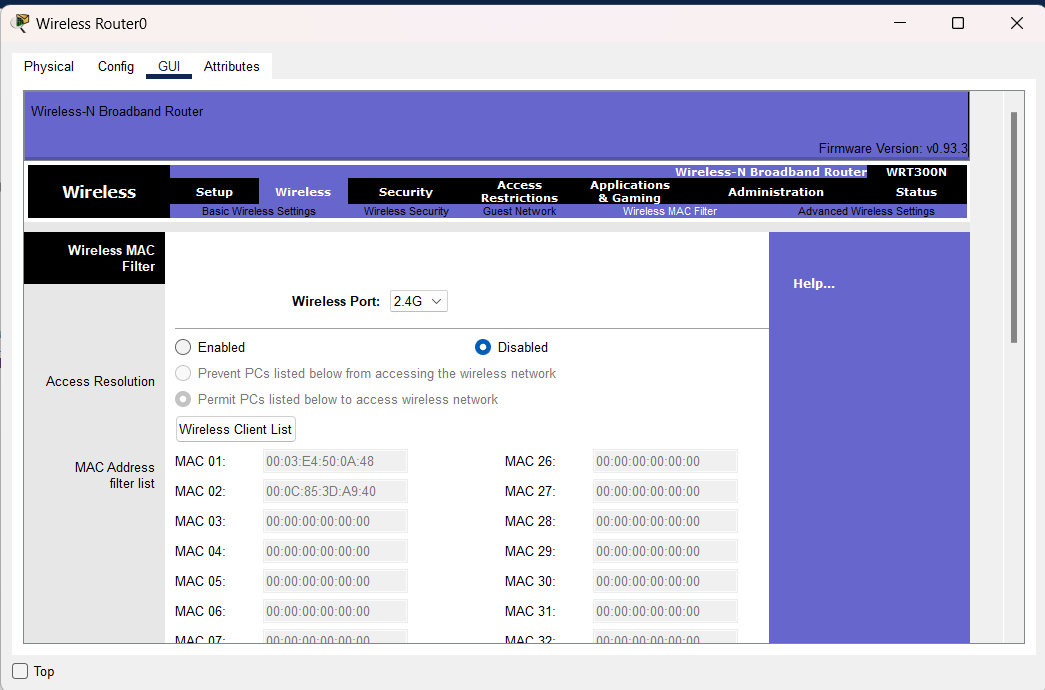 Wireless Router0
Physical Config GUI Attributes
Wireless-N Broadband Router
Firmware Version: v0.93.3
Wireless-N Broadband Router WRT300N
Wireless
Setup Wireless Security Access Restrictions Applications & Gaming Administration Status
Basic Wireless Settings Wireless Security Guest Network Wireless MAC Filter Advanced Wireless Settings
Wireless MAC
Filter
Help...
Wireless Port: 2.4G
Enabled Disabled
Prevent PCs listed below from accessing the wireless network
Access Resolution
Permit PCs listed below to access wireless network
Wireless Client List
MAC Address
filter list
MAC 01: 00:03:E4:50:0A:48 MAC 26: 00:00:00:00:00:00
MAC 02: 00:0C:85:3D:A9:40 MAC 27: 00:00:00:00:00:00
MAC 03: 00:00:00:00:00:00 MAC 28: 00:00:00:00:00:00
MAC 04: 00:00:00:00:00:00 MAC 29: 00:00:00:00:00:00
MAC 05: 00:00:00:00:00:00 MAC 30: 00:00:00:00:00:00
MAC 06: 00:00:00:00:00:00 MAC 31: 00:00:00:00:00:00
MAC 07: 00:00:00:00:00:00 MAC 32: 00:00:00:00:00:00
Top